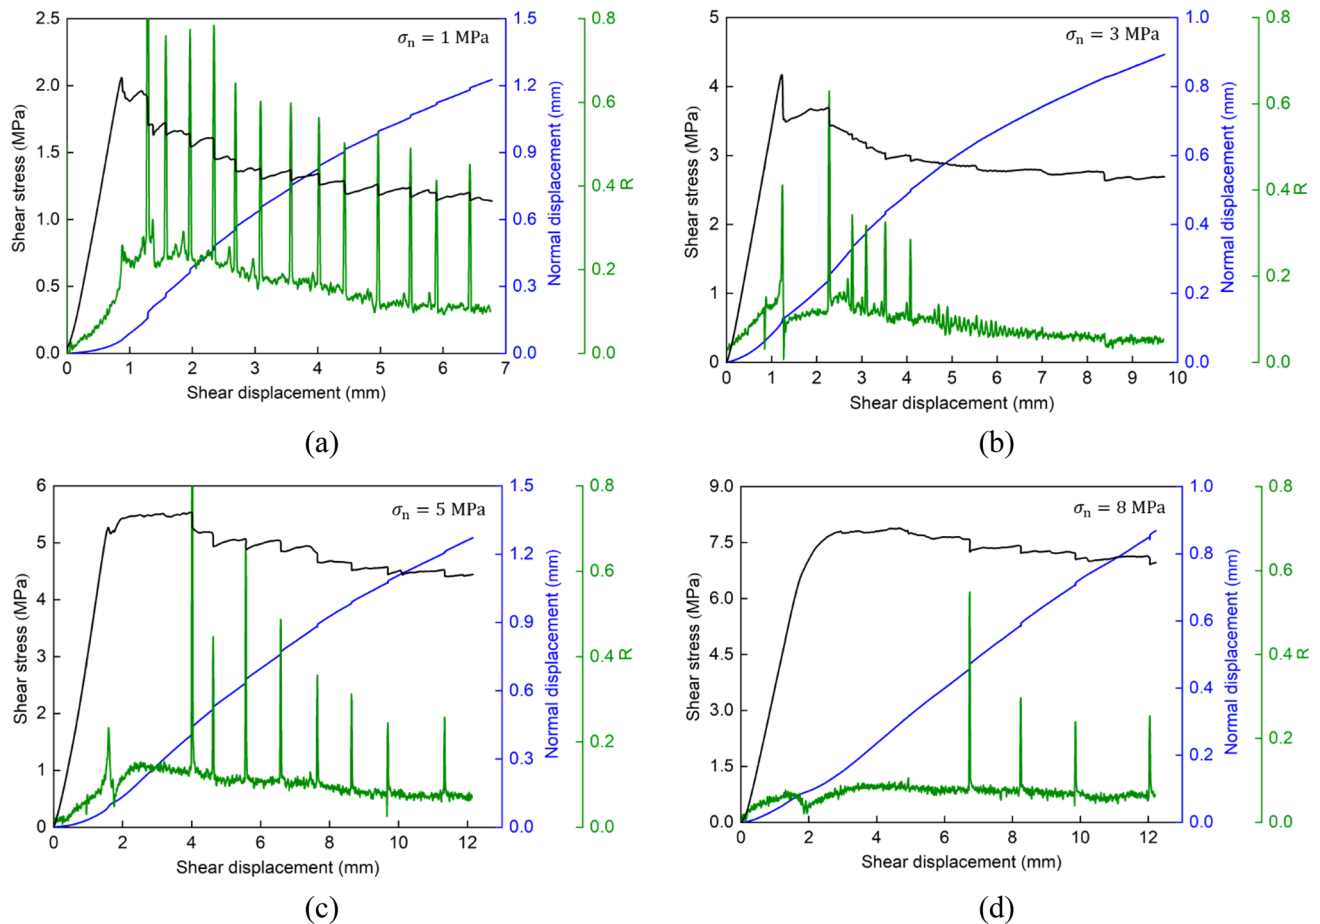 σn = 1 MPa
Shear stress (MPa)
0.0 0.5 1.0 1.5 2.0 2.5
0 1 2 3 4 5 6 7
Shear displacement (mm)
Normal displacement (mm)
0.0 0.3 0.6 0.9 1.2 1.5
R
0.0 0.2 0.4 0.6 0.8
(a)
σn = 3 MPa
Shear stress (MPa)
0 1 2 3 4 5
0 1 2 3 4 5 6 7 8 9 10
Shear displacement (mm)
Normal displacement (mm)
0.0 0.2 0.4 0.6 0.8 1.0
R
0.0 0.2 0.4 0.6 0.8
(b)
σn = 5 MPa
Shear stress (MPa)
0 1 2 3 4 5 6
0 2 4 6 8 10 12
Shear displacement (mm)
Normal displacement (mm)
0.0 0.3 0.6 0.9 1.2 1.5
R
0.0 0.2 0.4 0.6 0.8
(c)
σn = 8 MPa
Shear stress (MPa)
0.0 1.5 3.0 4.5 6.0 7.5 9.0
0 2 4 6 8 10 12
Shear displacement (mm)
Normal displacement (mm)
0.0 0.2 0.4 0.6 0.8 1.0
R
0.0 0.2 0.4 0.6 0.8
(d)